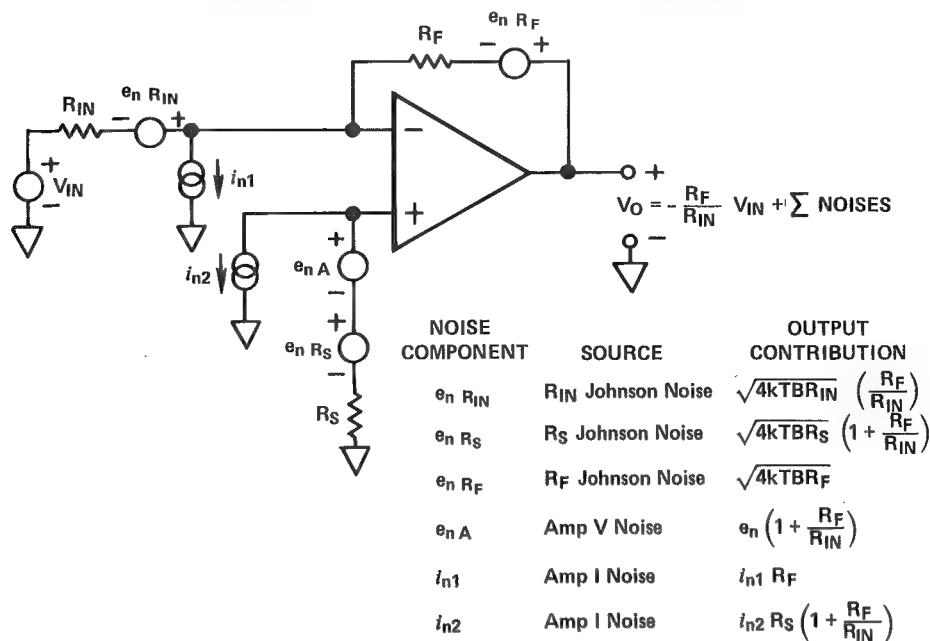 e_n R_F
R_F
− +
R_IN
e_n R_IN
− +
+
V_IN
−
i_n1
i_n2
−
+
+
e_n A
−
+
e_n R_S
−
R_S
+
V_O = - R_F/R_IN V_IN + ∑ NOISES
−
NOISE COMPONENT SOURCE OUTPUT CONTRIBUTION
e_n R_IN R_IN Johnson Noise √4kTBR_IN (R_F/R_IN)
e_n R_S R_S Johnson Noise √4kTBR_S (1 + R_F/R_IN)
e_n R_F R_F Johnson Noise √4kTBR_F
e_n A Amp V Noise e_n (1 + R_F/R_IN)
i_n1 Amp I Noise i_n1 R_F
i_n2 Amp I Noise i_n2 R_S (1 + R_F/R_IN)